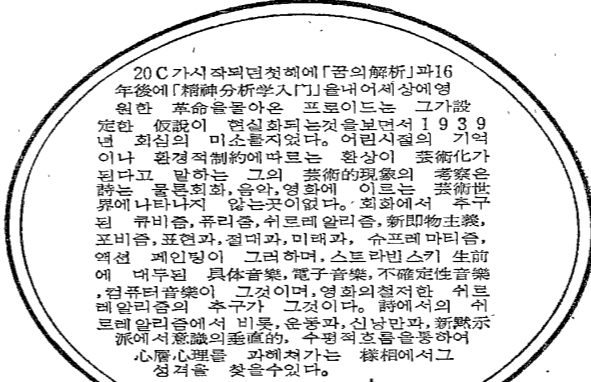 20C가시작되던첫해에「꿈의解析」과16
年後에「精神分析学入门」을내어세상에영
원한 革命을몰아온 프로이드는 그가設
定한 仮說이 현실화되는것을보면서1939
년 회심의 미소를지었다. 어린시절의 기억
이나 환경적制約에따르는 환상이 芸術化가
된다고 말하는 그의 芸術的現象의 考察은
詩는 물론회화,음악,영화에 이르는 芸術世
界에나타나지 않는곳이없다. 회화에서 추구
된 큐비즘,퓨리즘,쉬르레알리즘,新即物主義,
포비즘,표현파,절대파,미래파, 슈프레마티즘,
액션 페인팅이 그러하며,스트라빈스키 生前
에 대두된 具体音樂,電子音樂,不確定性音樂
,컴퓨터音樂이 그것이며,영화의철저한 쉬르
레알리즘의 추구가 그것이다. 詩에서의 쉬
르레알리즘에서 비롯,운동파,신낭만파,新黙示
派에서意識의垂直的, 수평적흐름을통하여
心層心理를 파헤쳐가는 樣相에서그
성격을 찾을수있다.